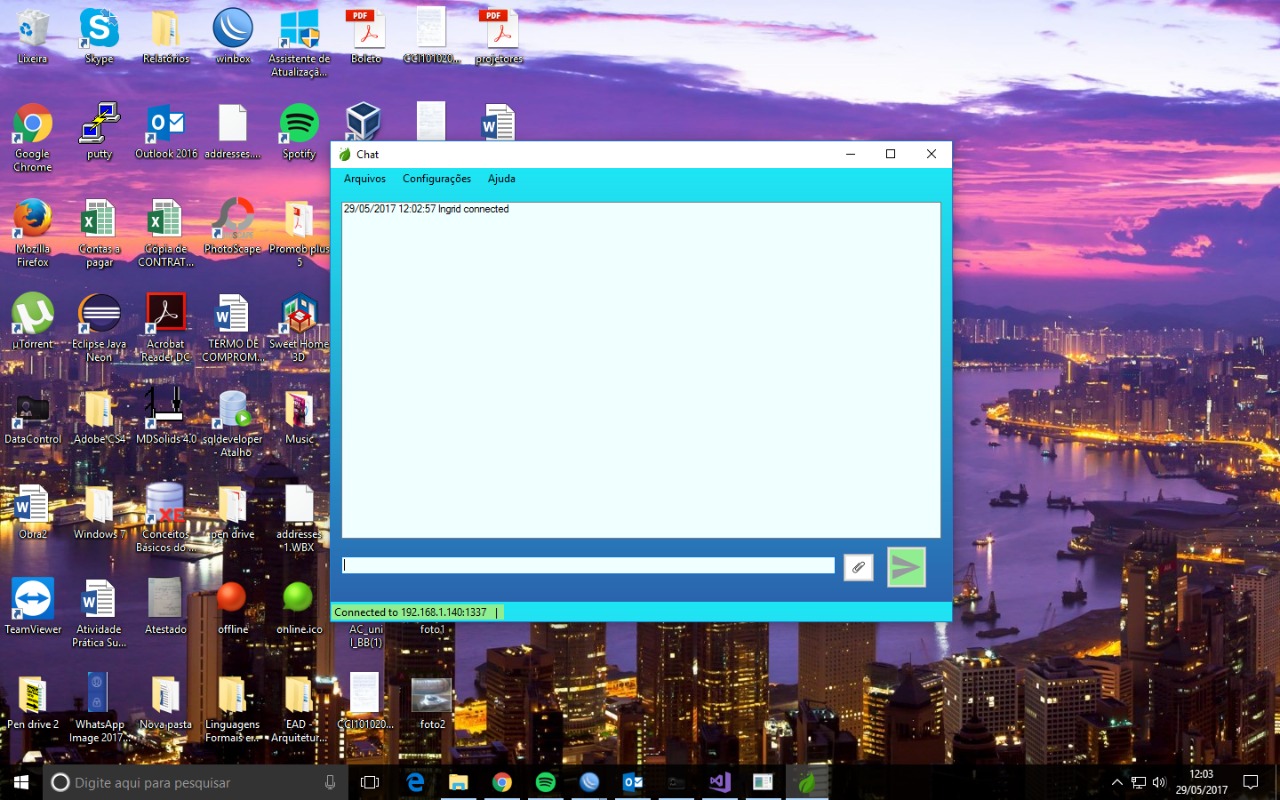 Lixeira
Skype
Relatórios
winbox
Assistente de
Atualizaçã...
PDF
Boleto
CCI101020...
PDF
projetores
Google
Chrome
putty
Outlook 2016
addresses....
Spotify
Mozilla
Firefox
Contas a
pagar
Cópia de
CONTRAT...
PhotoScape
Promob plus
5
µTorrent
Eclipse Java
Neon
Acrobat
Reader DC
TERMO DE
COMPROM...
Sweet Home
3D
DataControl
Adobe CS4
MDSolids 4.0
sqldeveloper
- Atalho
Music
Obra2
Windows 7
XE
Conceitos
Básicos do ...
pen drive
addresses
1.WBX
TeamViewer
Atividade
Prática Su...
Atestado
offline
online.ico
AC_uni
I_BB(1)
foto1
Pen drive 2
WhatsApp
Image 2017...
Nova pasta
Linguagens
Formais e...
EAD -
Arquitetur...
CCI101020...
foto2
Chat
Arquivos Configurações Ajuda
29/05/2017 12:02:57 Ingrid connected
Connected to 192.168.1.140:1337 |
Digite aqui para pesquisar
12:03
29/05/2017